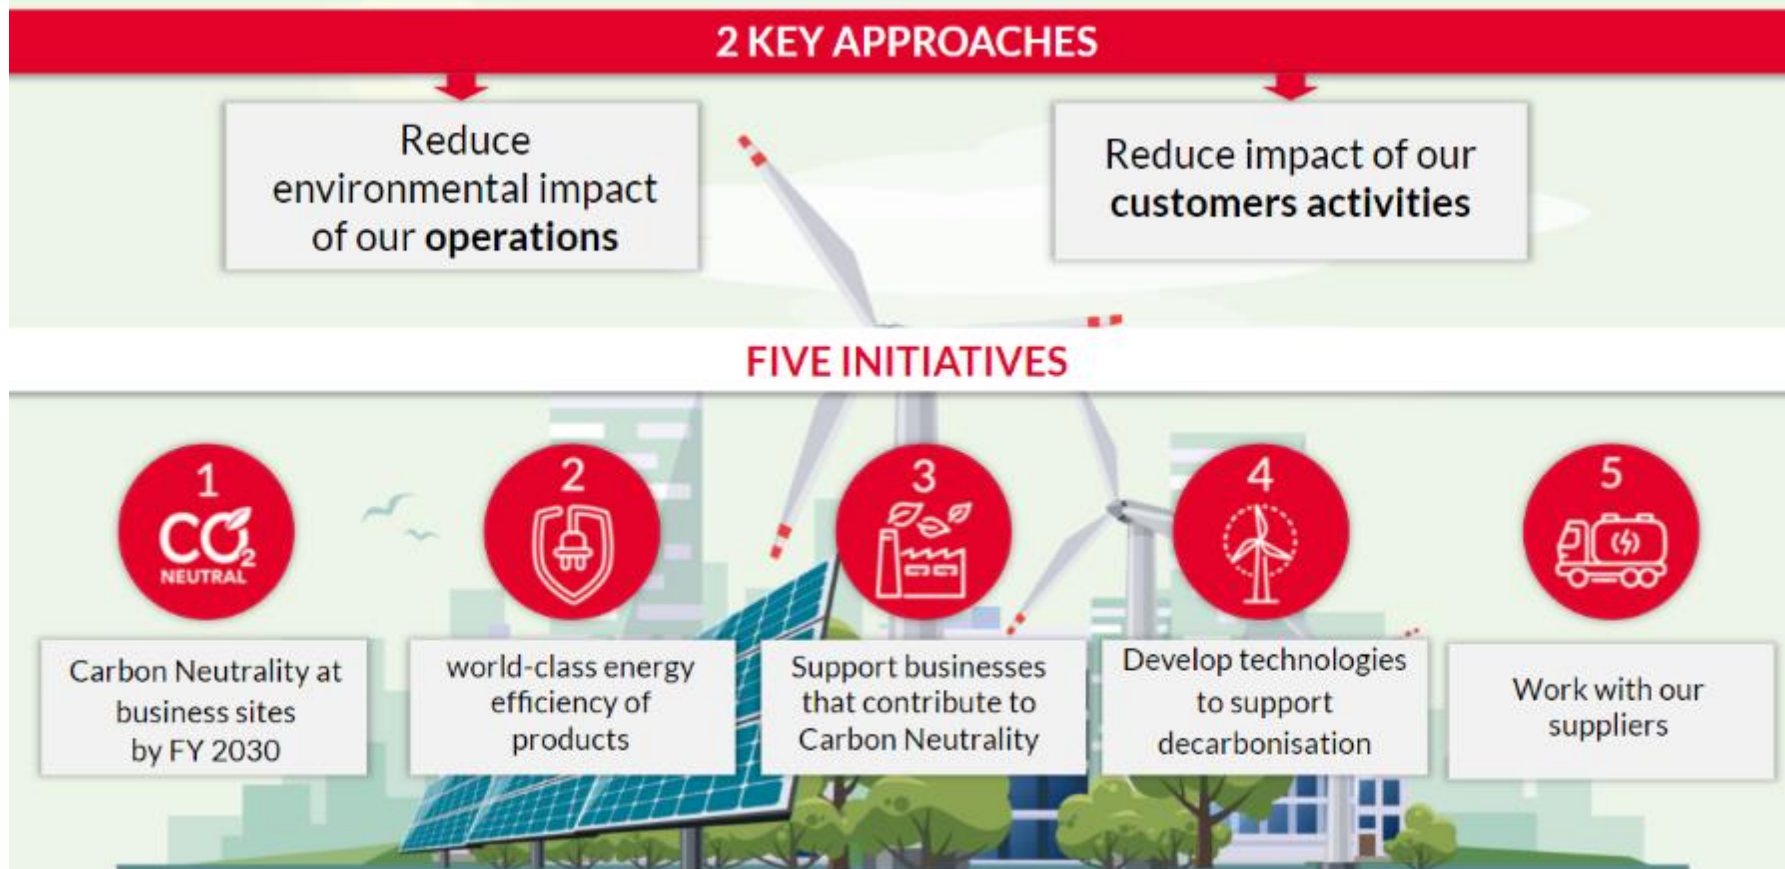 2 KEY APPROACHES
Reduce
environmental impact
of our operations
Reduce impact of our
customers activities
FIVE INITIATIVES
1
CO2
NEUTRAL
Carbon Neutrality at
business sites
by FY 2030
2
world-class energy
efficiency of
products
3
Support businesses
that contribute to
Carbon Neutrality
4
Develop technologies
to support
decarbonisation
5
Work with our
suppliers